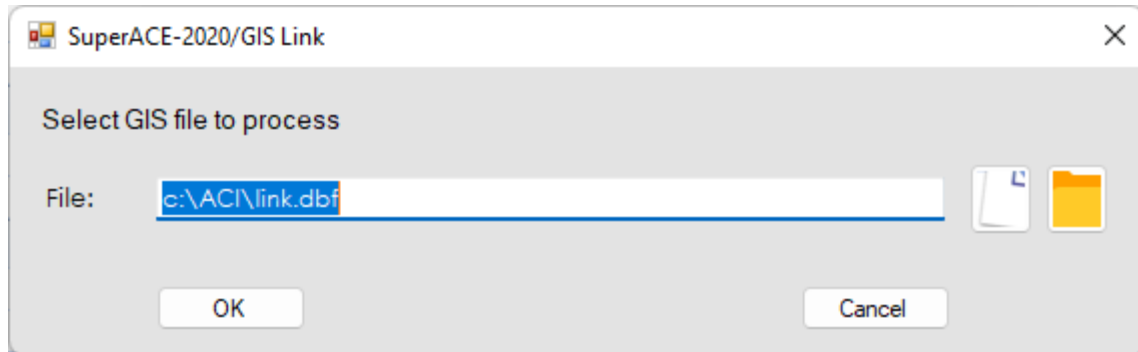 SuperACE-2020/GIS Link
Select GIS file to process
File: c:\ACI\link.dbf
OK Cancel